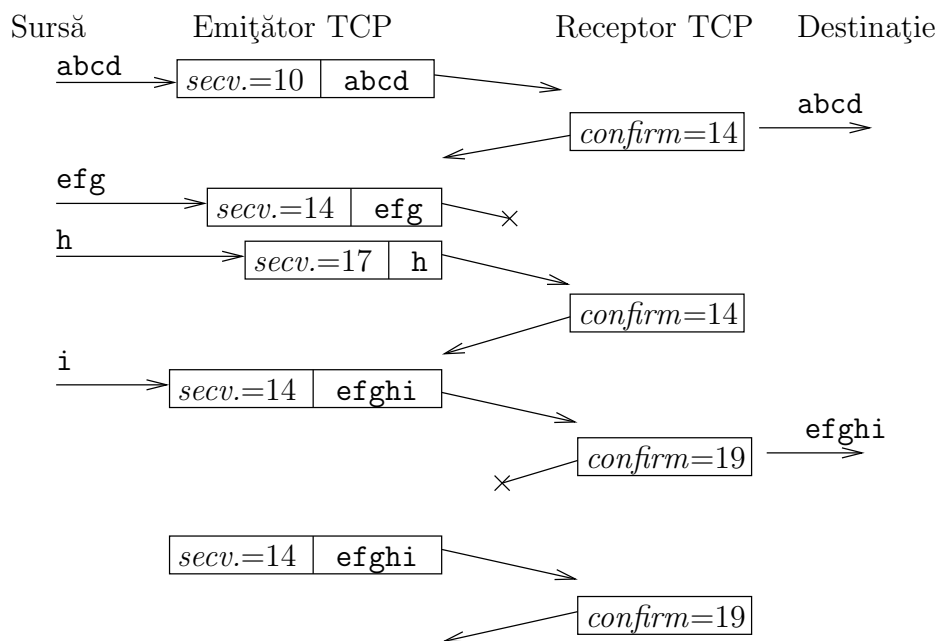 Sursă Emiţător TCP Receptor TCP Destinaţie
abcd secv.=10 abcd
abcd
confirm=14
efg secv.=14 efg
h secv.=17 h
confirm=14
i secv.=14 efghi
efghi
confirm=19
secv.=14 efghi
confirm=19